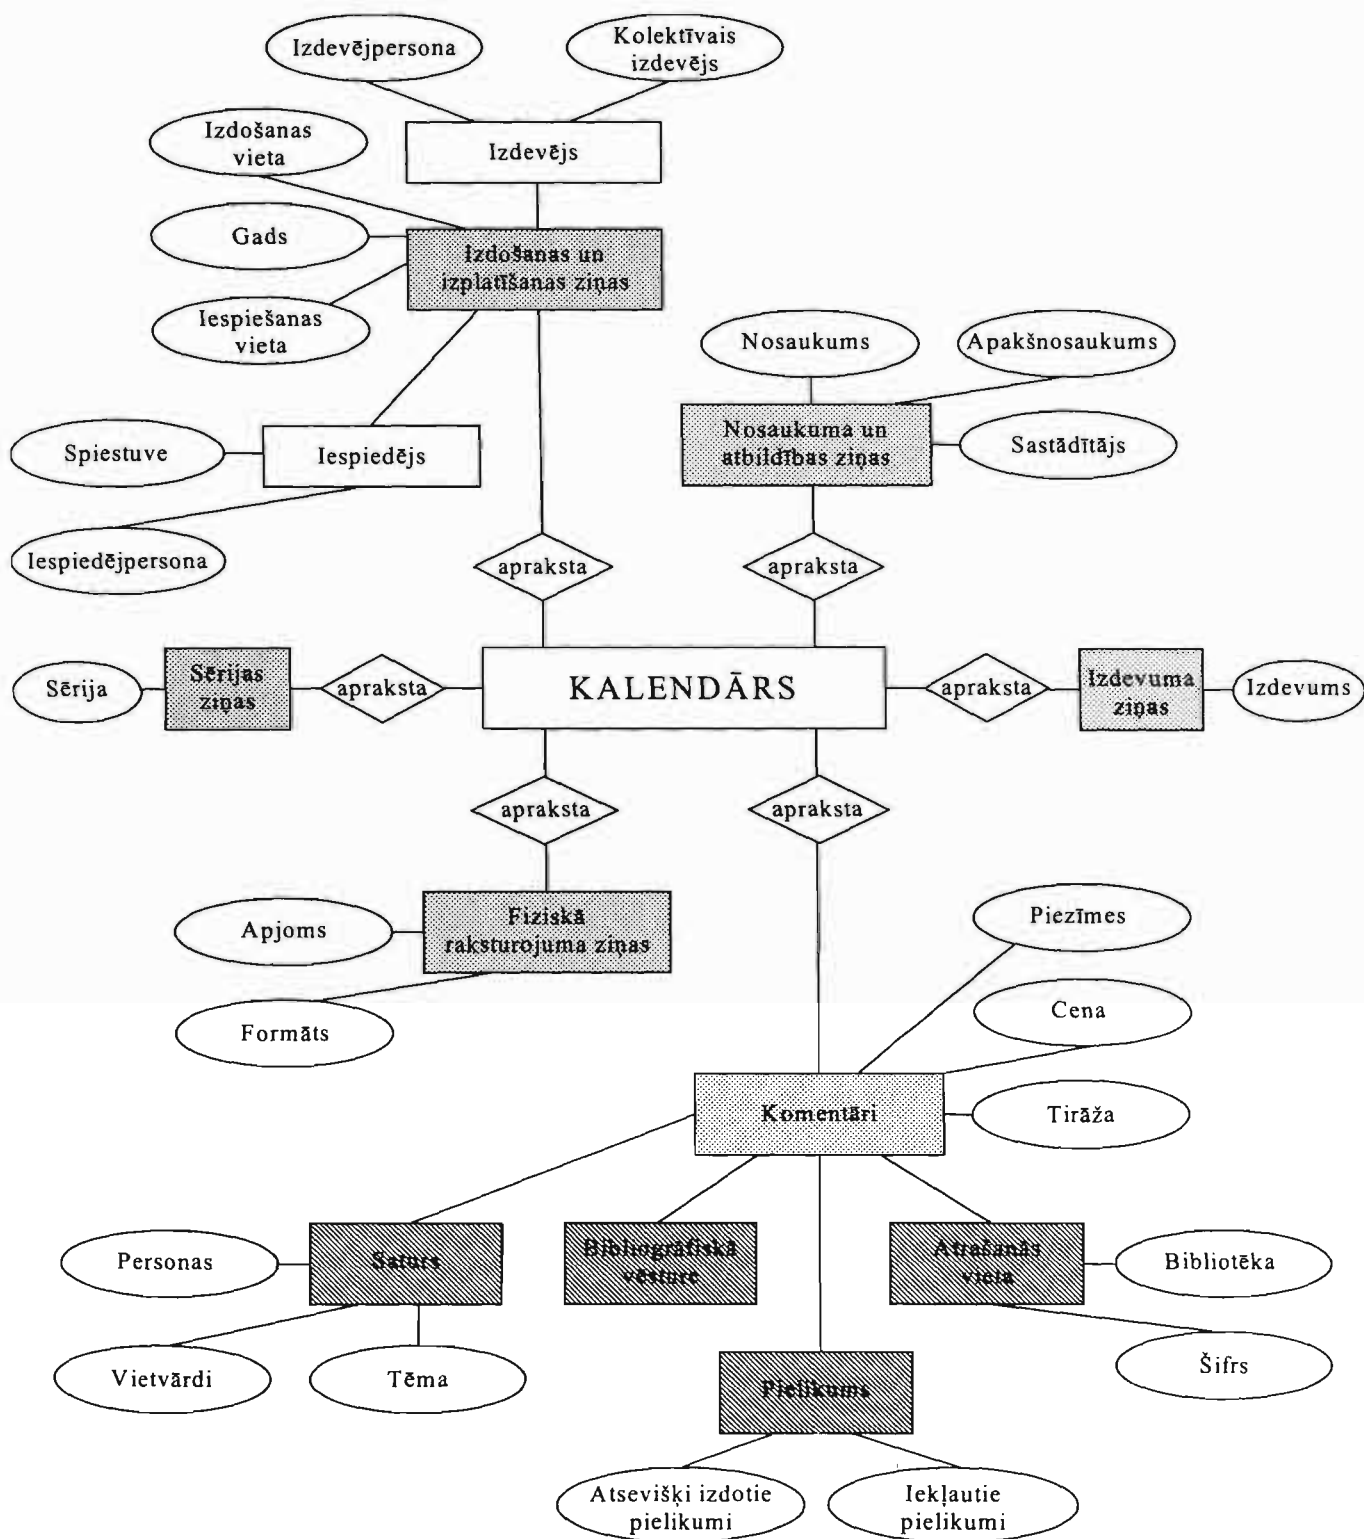 Izdevējpersona
Kolektīvais
izdevējs
Izdošanas
vieta
Izdevējs
Gads
Izdošanas un
izplatīšanas ziņas
Iespiešanas
vieta
Nosaukums
Apakšnosaukums
Nosaukuma un
atbildības ziņas
Sastādītājs
Spiestuve
Iespiedējs
Iespiedējpersona
apraksta
apraksta
Sērija
Sērijas
ziņas
apraksta
KALENDĀRS
apraksta
Izdevuma
ziņas
Izdevums
apraksta
apraksta
Apjoms
Fiziskā
raksturojuma ziņas
Formāts
Piezīmes
Cena
Komentāri
Tirāža
Personas
Saturs
Bibliogrāfiskā
vēsture
Atrašanās
vieta
Bibliotēka
Vietvārdi
Tēma
Pielikums
Šifrs
Atsevišķi izdotie
pielikumi
Iekļautie
pielikumi